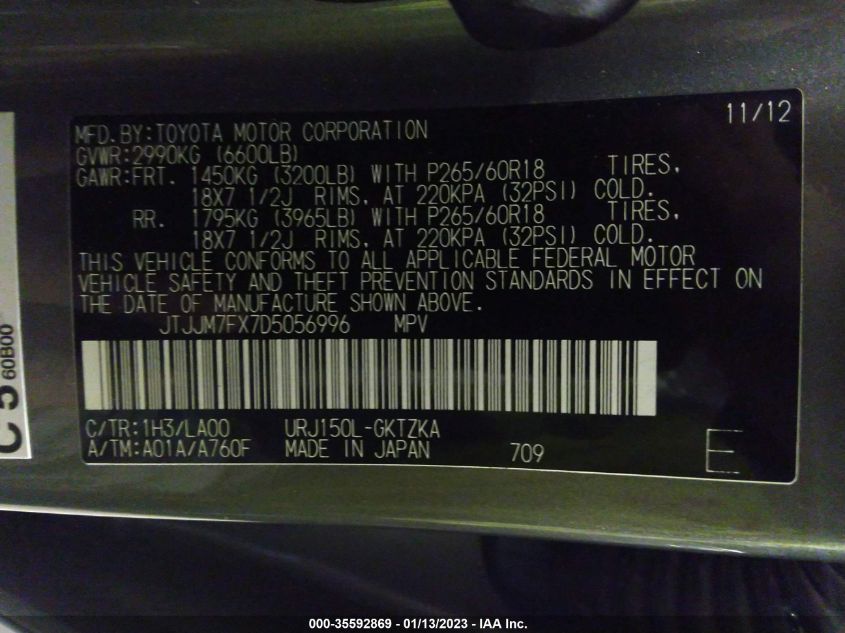 11/12
MFD.BY:TOYOTA MOTOR CORPORATION
GVWR:2990KG (6600LB)
GAWR:FRT. 1450KG (3200LB) WITH P265/60R18 TIRES,
18X7 1/2J RIMS, AT 220KPA (32PSI) COLD.
RR. 1795KG (3965LB) WITH P265/60R18 TIRES,
18X7 1/2J RIMS, AT 220KPA (32PSI) COLD.
THIS VEHICLE CONFORMS TO ALL APPLICABLE FEDERAL MOTOR
VEHICLE SAFETY AND THEFT PREVENTION STANDARDS IN EFFECT ON
THE DATE OF MANUFACTURE SHOWN ABOVE.
JTJJM7FX7D5056996 MPV
C/TR:1H3/LA00 URJ150L-GKTZKA
A/TM:A01A/A760F MADE IN JAPAN 709 E
C 5 60B00
000-35592869 - 01/13/2023 - IAA Inc.